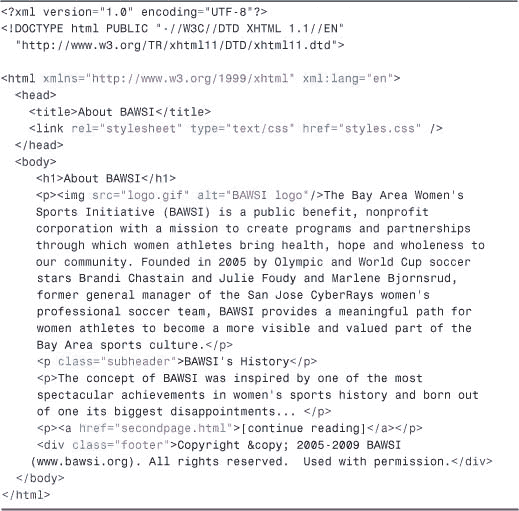 <?xml version="1.0" encoding="UTF-8"?>
<!DOCTYPE html PUBLIC "-//W3C//DTD XHTML 1.1//EN"
"http://www.w3.org/TR/xhtml11/DTD/xhtml11.dtd">
<html xmlns="http://www.w3.org/1999/xhtml" xml:lang="en">
<head>
<title>About BAWSI</title>
<link rel="stylesheet" type="text/css" href="styles.css" />
</head>
<body>
<h1>About BAWSI</h1>
<p><img src="logo.gif" alt="BAWSI logo"/>The Bay Area Women's
Sports Initiative (BAWSI) is a public benefit, nonprofit
corporation with a mission to create programs and partnerships
through which women athletes bring health, hope and wholeness to
our community. Founded in 2005 by Olympic and World Cup soccer
stars Brandi Chastain and Julie Foudy and Marlene Bjornsrud,
former general manager of the San Jose CyberRays women's
professional soccer team, BAWSI provides a meaningful path for
women athletes to become a more visible and valued part of the
Bay Area sports culture.</p>
<p class="subheader">BAWSI's History</p>
<p>The concept of BAWSI was inspired by one of the most
spectacular achievements in women's sports history and born out
of one its biggest disappointments... </p>
<p><a href="secondpage.html">[continue reading]</a></p>
<div class="footer">Copyright &copy; 2005-2009 BAWSI
(www.bawsi.org). All rights reserved.  Used with permission.</div>
</body>
</html>